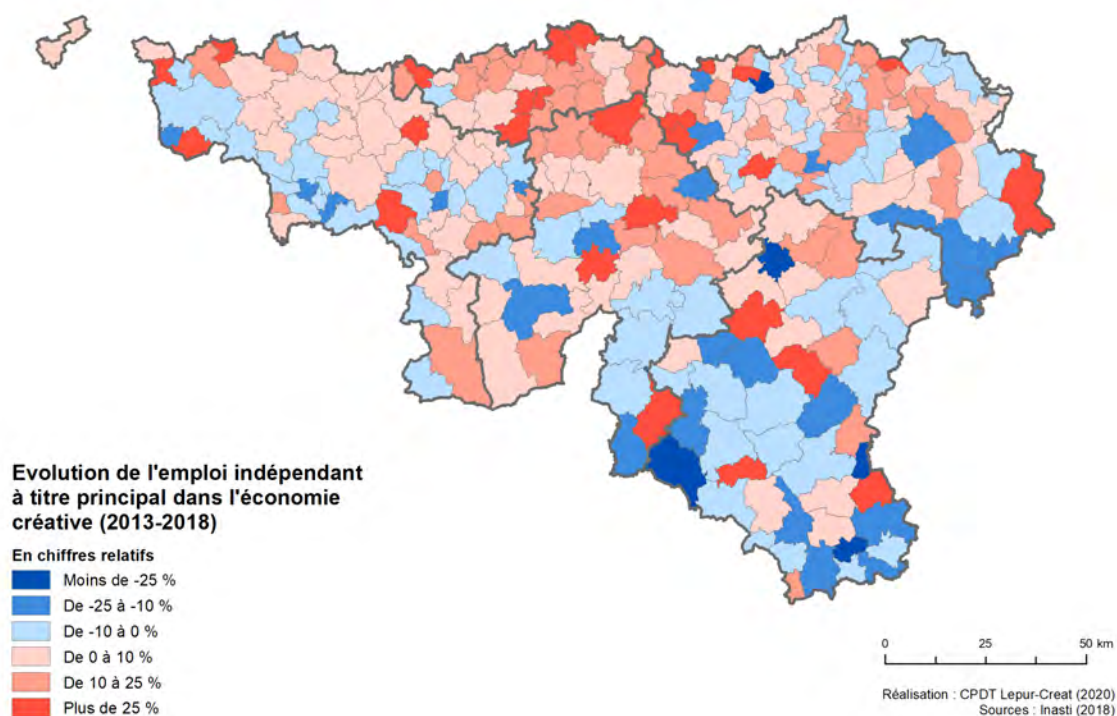 Evolution de l'emploi indépendant
à titre principal dans l'économie
créative (2013-2018)
En chiffres relatifs
Moins de -25 %
De -25 à -10 %
De -10 à 0 %
De 0 à 10 %
De 10 à 25 %
Plus de 25 %
0 25 50 km
Réalisation : CPDT Lepur-Creat (2020)
Sources : Inasti (2018)